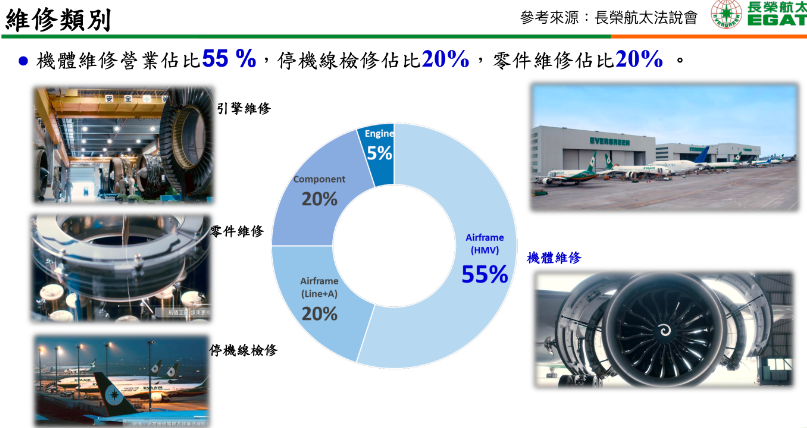 維修類別
參考來源：長榮航太法說會
長榮航太
EGAT
● 機體維修營業佔比55 %，停機線檢修佔比20%，零件維修佔比20% 。
引擎維修
零件維修
停機線檢修
Engine
5%
Component
20%
Airframe
(Line+A)
20%
Airframe
(HMV)
55%
機體維修
EVERGREEN